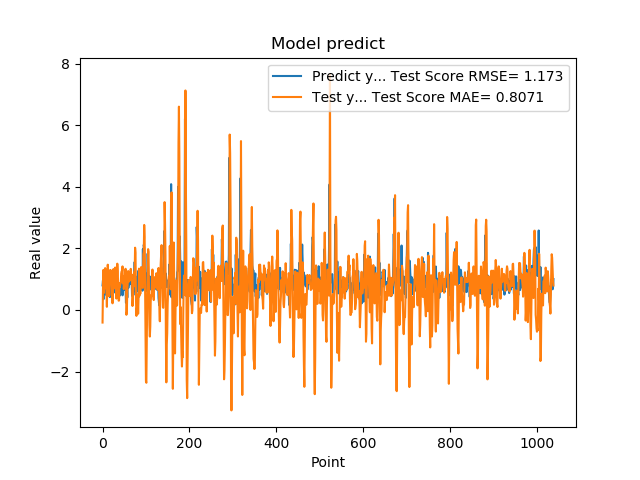 Model predict
Predict y... Test Score RMSE= 1.173
Test y... Test Score MAE= 0.8071
8
6
4
2
0
−2
Real value
0
200
400
600
800
1000
Point